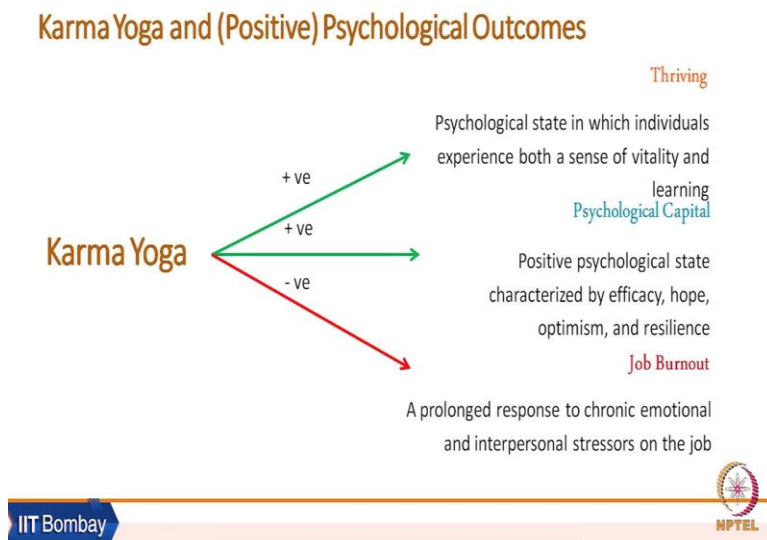 Karma Yoga and (Positive) Psychological Outcomes
Thriving
Psychological state in which individuals
experience both a sense of vitality and
learning
+ ve
Psychological Capital
+ ve
Karma Yoga
Positive psychological state
characterized by efficacy, hope,
optimism, and resilience
- ve
Job Burnout
A prolonged response to chronic emotional
and interpersonal stressors on the job
IIT Bombay
NPTEL